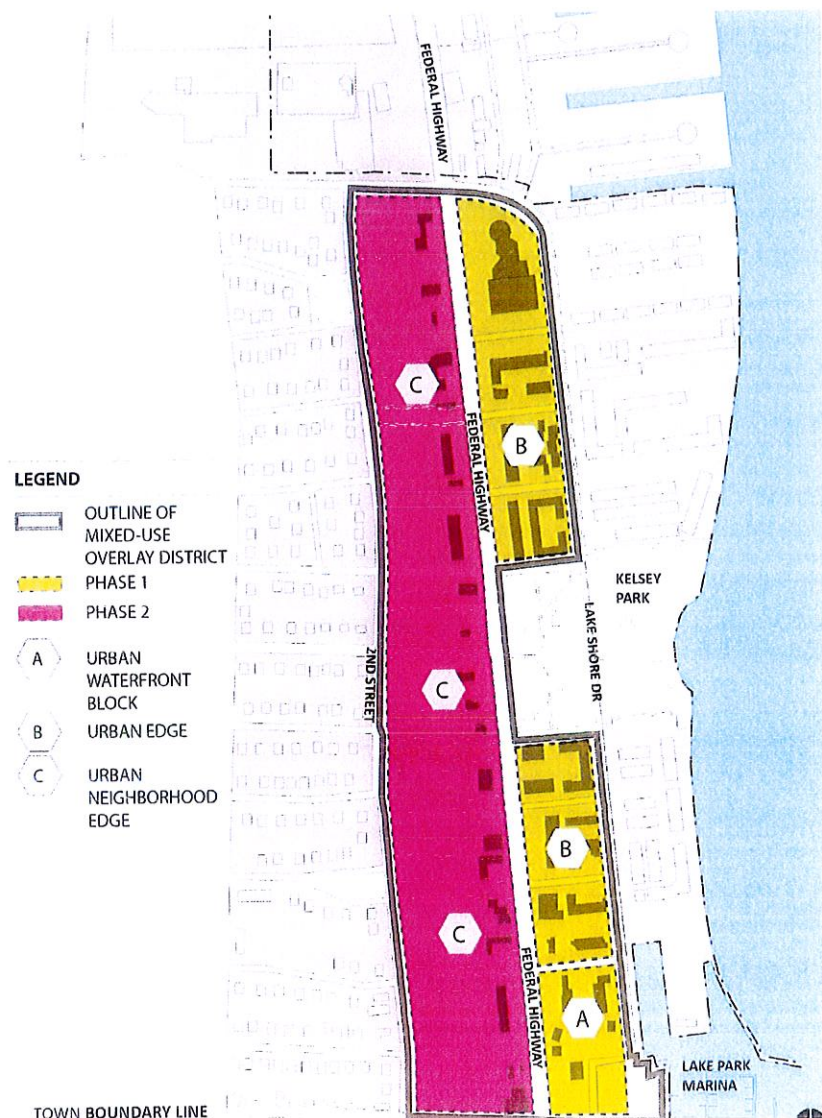 FEDERAL HIGHWAY
C
B
FEDERAL HIGHWAY
LEGEND
OUTLINE OF
MIXED-USE
OVERLAY DISTRICT
PHASE 1
PHASE 2
A
URBAN
WATERFRONT
BLOCK
B
URBAN EDGE
C
URBAN
NEIGHBORHOOD
EDGE
KELSEY
PARK
LAKE SHORE DR
2ND STREET
C
B
C
FEDERAL HIGHWAY
A
LAKE PARK
MARINA
TOWN BOUNDARY LINE